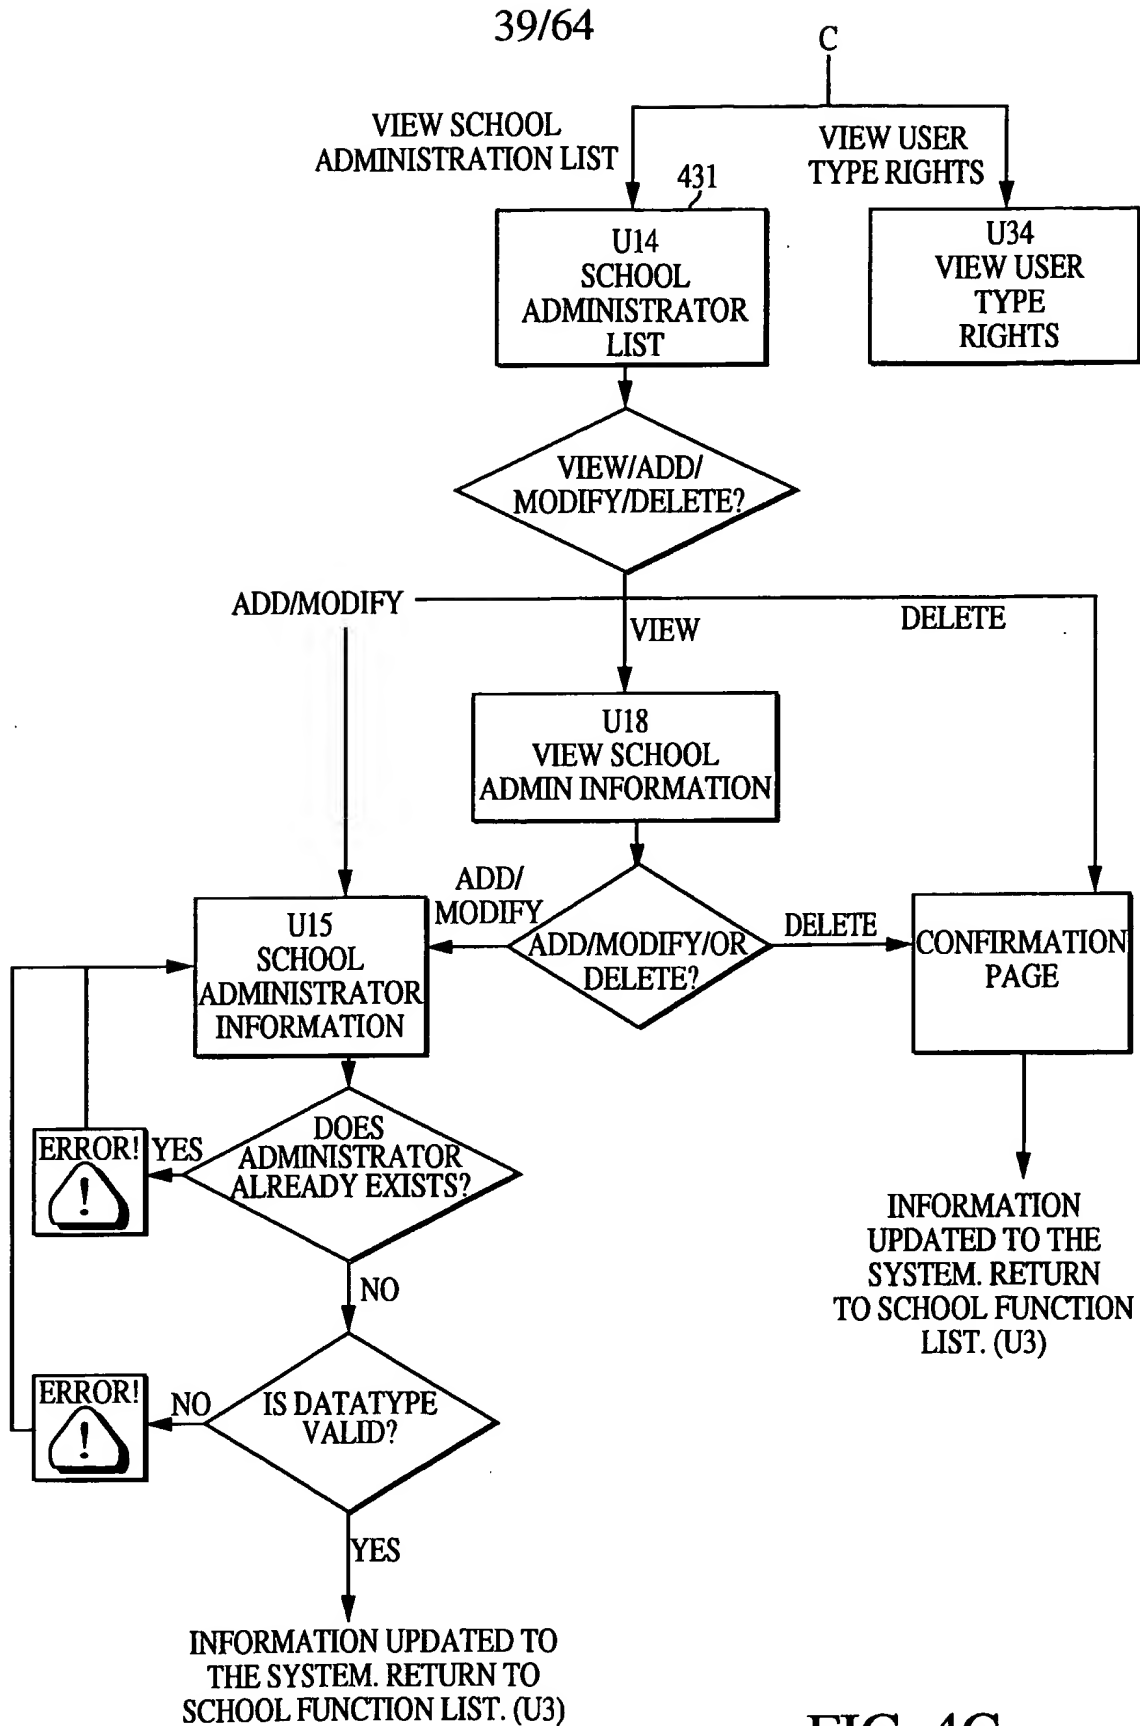 39/64
C
VIEW SCHOOL
ADMINISTRATION LIST
VIEW USER
TYPE RIGHTS
431
U14
SCHOOL
ADMINISTRATOR
LIST
U34
VIEW USER
TYPE
RIGHTS
VIEW/ADD/
MODIFY/DELETE?
ADD/MODIFY
VIEW
DELETE
U18
VIEW SCHOOL
ADMIN INFORMATION
ADD/
MODIFY
ADD/MODIFY/OR
DELETE?
DELETE
CONFIRMATION
PAGE
U15
SCHOOL
ADMINISTRATOR
INFORMATION
DOES
ADMINISTRATOR
ALREADY EXISTS?
YES
ERROR!
!
NO
INFORMATION
UPDATED TO THE
SYSTEM. RETURN
TO SCHOOL FUNCTION
LIST. (U3)
IS DATATYPE
VALID?
NO
ERROR!
!
YES
INFORMATION UPDATED TO
THE SYSTEM. RETURN TO
SCHOOL FUNCTION LIST. (U3)